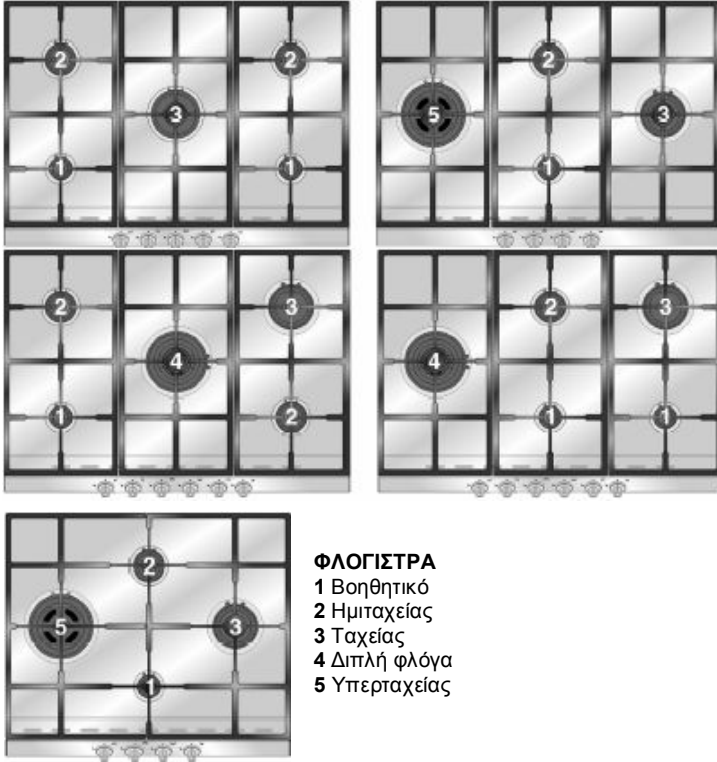 2 2
3
1 1
2
5 3
1
2 3
4
1 2
2 3
4
1 1
2
5 3
1
ΦΛΟΓΙΣΤΡΑ
1 Βοηθητικό
2 Ημιταχείας
3 Ταχείας
4 Διπλή φλόγα
5 Υπερταχείας